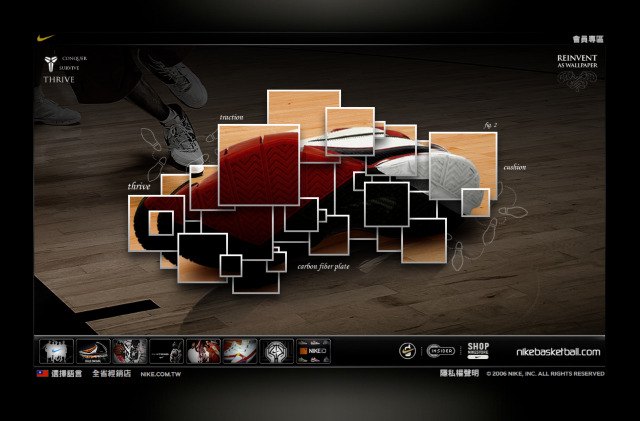 會員專區
CONQUER
SURVIVE
THRIVE
REINVENT
AS WALLPAPER
traction
fig. 2
cushion
thrive
carbon fiber plate
NIKE
INSIDER
SHOP
NIKESTORE
nikebasketball.com
選擇語言
全省經銷店
NIKE.COM.TW
隱私權聲明
© 2006 NIKE, INC. ALL RIGHTS RESERVED